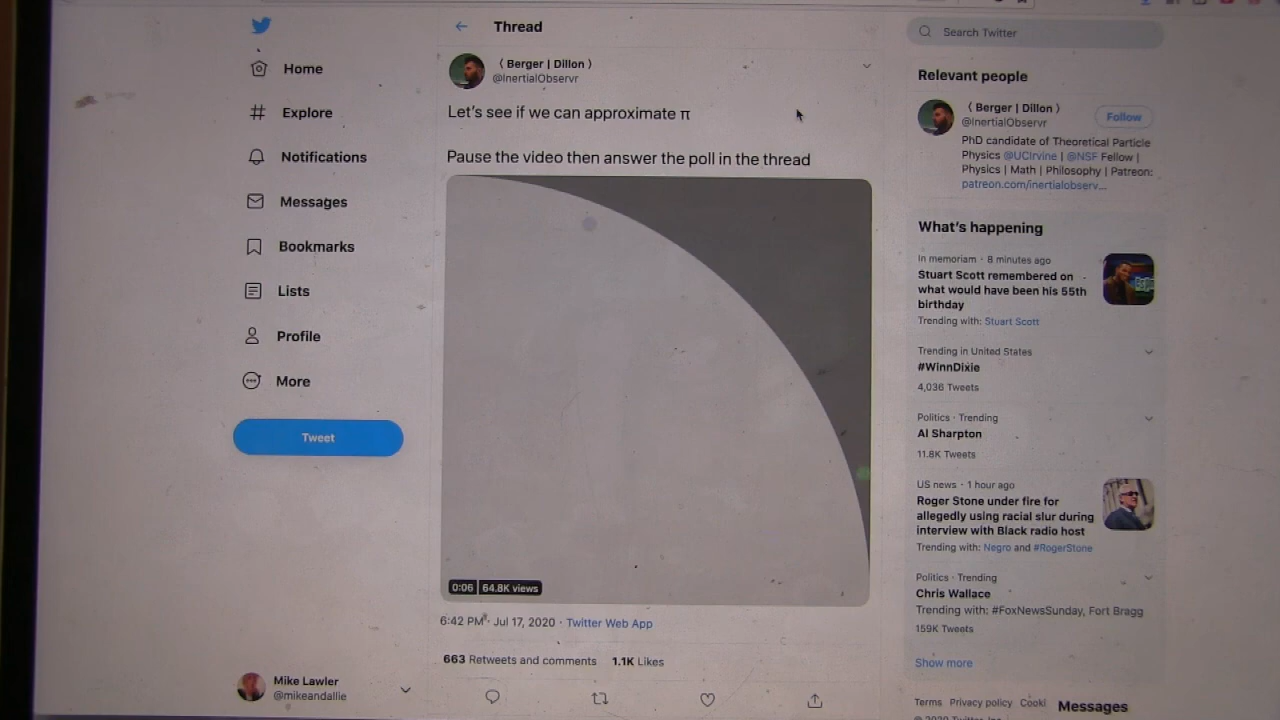 Thread
Search Twitter
Home
Explore
Notifications
Messages
Bookmarks
Lists
Profile
More
Tweet
Mike Lawler
@mikeandallie
⟨ Berger | Dillon ⟩
@InertialObservr
Let's see if we can approximate π
Pause the video then answer the poll in the thread
0:06 64.8K views
6:42 PM · Jul 17, 2020 · Twitter Web App
663 Retweets and comments 1.1K Likes
Relevant people
⟨ Berger | Dillon ⟩
@InertialObservr
Follow
PhD candidate of Theoretical Particle
Physics @UCIrvine | @NSF Fellow |
Physics | Math | Philosophy | Patreon:
patreon.com/inertialobserv...
What's happening
In memoriam · 8 minutes ago
Stuart Scott remembered on
what would have been his 55th
birthday
Trending with: Stuart Scott
Trending in United States
#WinnDixie
4,036 Tweets
Politics · Trending
Al Sharpton
11.8K Tweets
US news · 1 hour ago
Roger Stone under fire for
allegedly using racial slur during
interview with Black radio host
Trending with: Negro and #RogerStone
Politics · Trending
Chris Wallace
Trending with: #FoxNewsSunday, Fort Bragg
159K Tweets
Show more
Terms Privacy policy Cooki
Messages